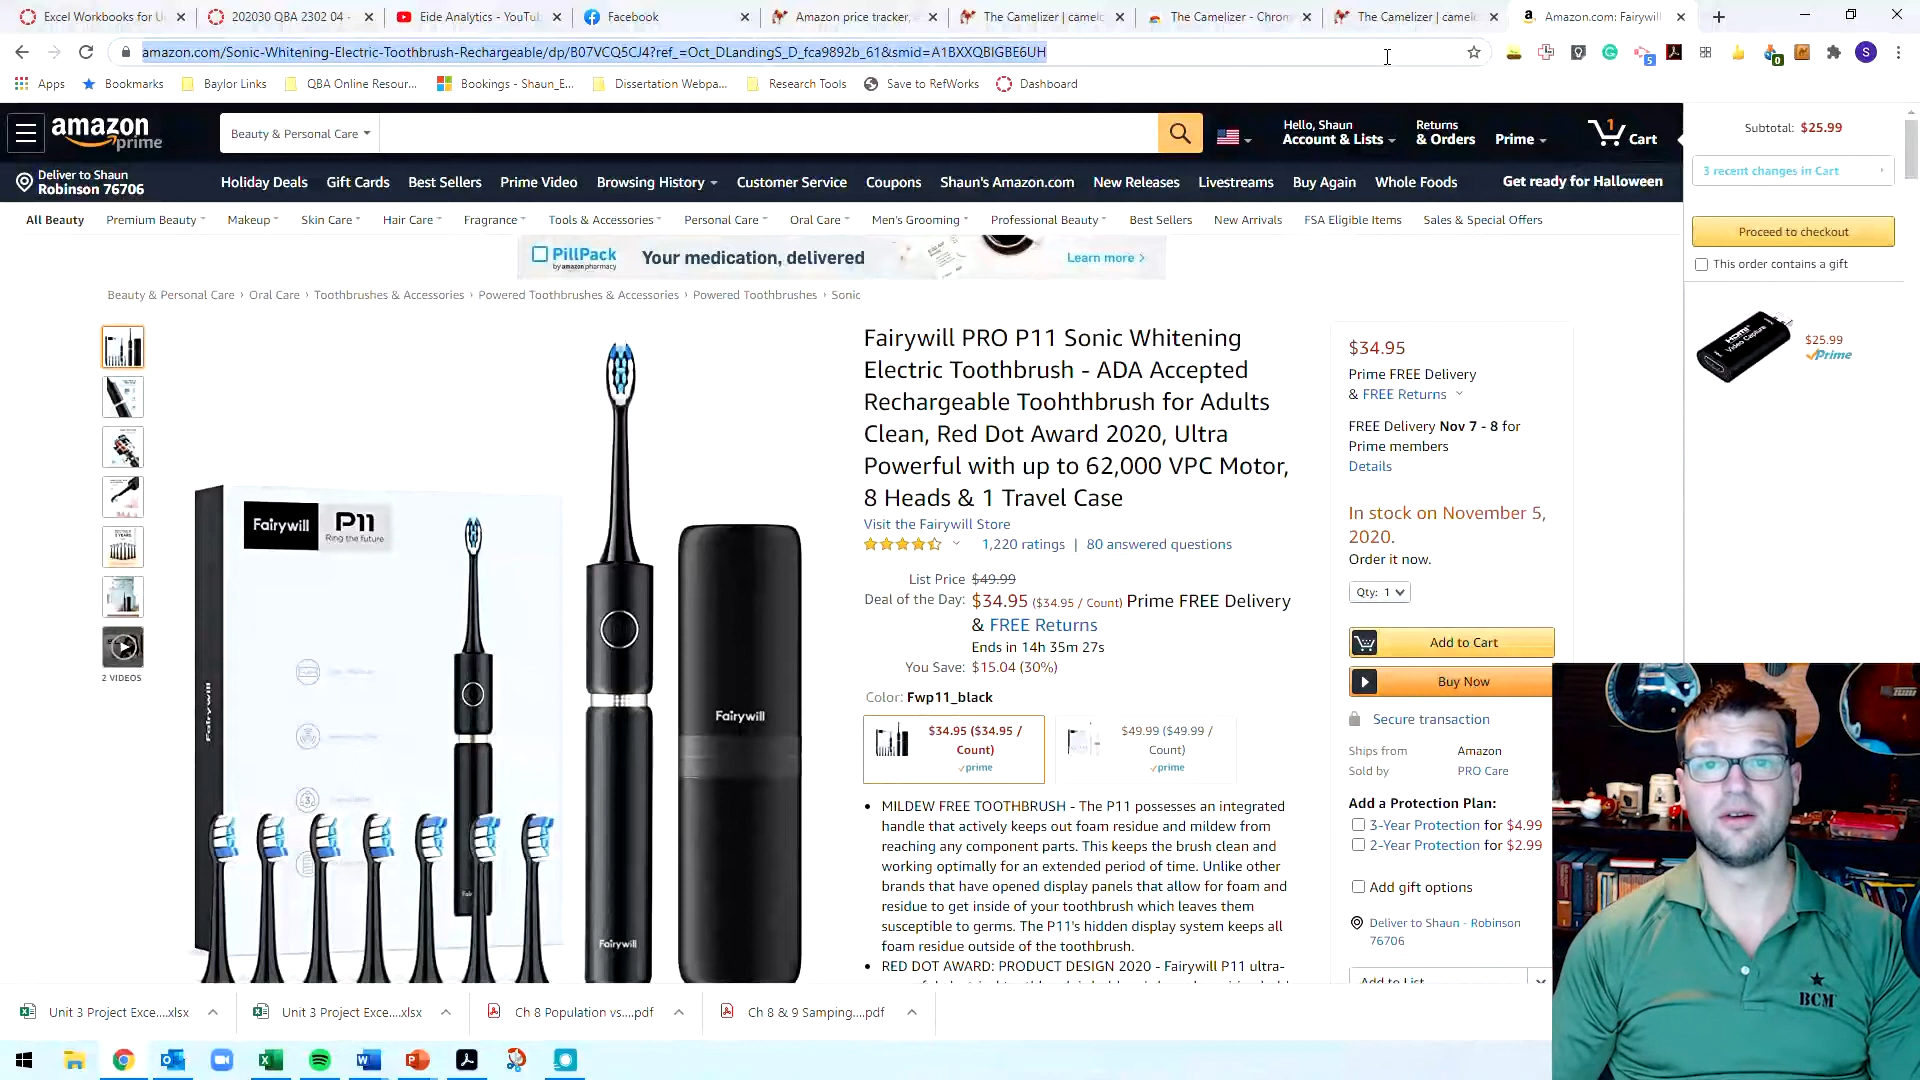 Excel Workbooks for U
202030 QBA 2302 04 -
Eide Analytics - YouTub
Facebook
Amazon price tracker,
The Camelizer | camelc
The Camelizer - Chrom
The Camelizer | camelc
Amazon.com: Fairywill
amazon.com/Sonic-Whitening-Electric-Toothbrush-Rechargeable/dp/B07VCQ5CJ4?ref_=Oct_DLandingS_D_fca9892b_61&smid=A1BXXQBIGBE6UH
Apps
Bookmarks
Baylor Links
QBA Online Resour...
Bookings - Shaun_E...
Dissertation Webpa...
Research Tools
Save to RefWorks
Dashboard
amazon prime
Beauty & Personal Care
Hello, Shaun
Account & Lists
Returns
& Orders
Prime
1
Cart
Deliver to Shaun
Robinson 76706
Holiday Deals
Gift Cards
Best Sellers
Prime Video
Browsing History
Customer Service
Coupons
Shaun's Amazon.com
New Releases
Livestreams
Buy Again
Whole Foods
Get ready for Halloween
All Beauty
Premium Beauty
Makeup
Skin Care
Hair Care
Fragrance
Tools & Accessories
Personal Care
Oral Care
Men's Grooming
Professional Beauty
Best Sellers
New Arrivals
FSA Eligible Items
Sales & Special Offers
PillPack
by amazon pharmacy
Your medication, delivered
Learn more ›
Beauty & Personal Care › Oral Care › Toothbrushes & Accessories › Powered Toothbrushes & Accessories › Powered Toothbrushes › Sonic
2 VIDEOS
Fairywill
P11
Ring the future
Fairywill
Fairywill
Fairywill
Fairywill PRO P11 Sonic Whitening
Electric Toothbrush - ADA Accepted
Rechargeable Toohthbrush for Adults
Clean, Red Dot Award 2020, Ultra
Powerful with up to 62,000 VPC Motor,
8 Heads & 1 Travel Case
Visit the Fairywill Store
1,220 ratings | 80 answered questions
List Price $49.99
Deal of the Day: $34.95 ($34.95 / Count) Prime FREE Delivery
& FREE Returns
Ends in 14h 35m 27s
You Save: $15.04 (30%)
Color: Fwp11_black
$34.95 ($34.95 /
Count)
prime
$49.99 ($49.99 /
Count)
prime
• MILDEW FREE TOOTHBRUSH - The P11 possesses an integrated
handle that actively keeps out foam residue and mildew from
reaching any component parts. This keeps the brush clean and
working optimally for an extended period of time. Unlike other
brands that have opened display panels that allow for foam and
residue to get inside of your toothbrush which leaves them
susceptible to germs. The P11's hidden display system keeps all
foam residue outside of the toothbrush.
• RED DOT AWARD: PRODUCT DESIGN 2020 - Fairywill P11 ultra-
$34.95
Prime FREE Delivery
& FREE Returns
FREE Delivery Nov 7 - 8 for
Prime members
Details
In stock on November 5,
2020.
Order it now.
Qty: 1
Add to Cart
Buy Now
Secure transaction
Ships from Amazon
Sold by PRO Care
Add a Protection Plan:
3-Year Protection for $4.99
2-Year Protection for $2.99
Add gift options
Deliver to Shaun - Robinson
76706
Add to List
Subtotal: $25.99
3 recent changes in Cart
Proceed to checkout
This order contains a gift
HDMI
Video Capture
$25.99
Prime
BCM
Unit 3 Project Exce....xlsx
Unit 3 Project Exce....xlsx
Ch 8 Population vs....pdf
Ch 8 & 9 Samping....pdf